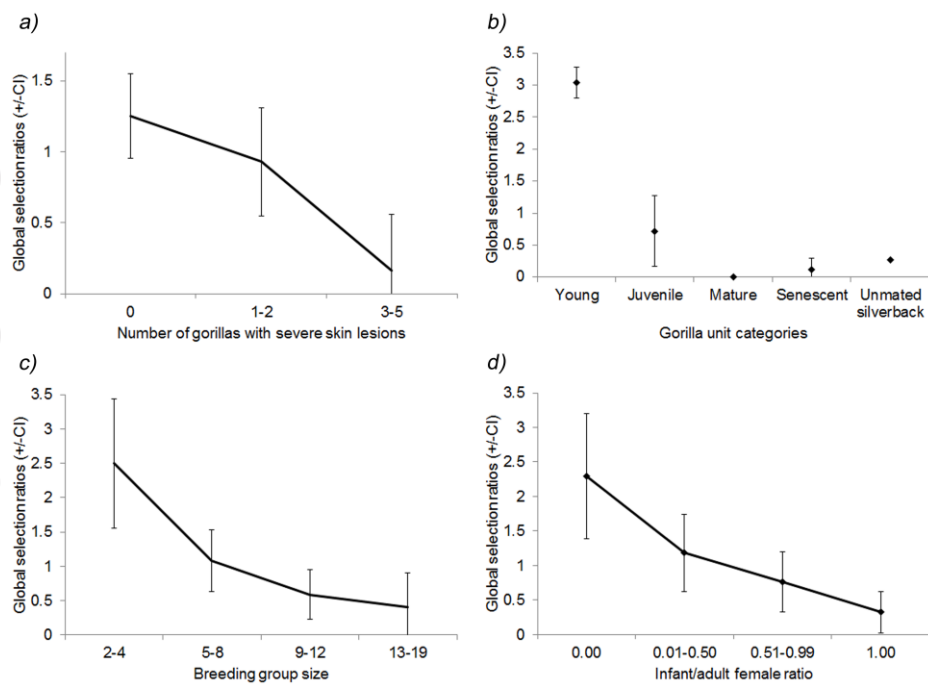 a)
Global selection ratios (+/-CI)
1.5
1
0.5
0
0
1-2
3-5
Number of gorillas with severe skin lesions
b)
Global selection ratios (+/-CI)
3.5
3
2.5
2
1.5
1
0.5
0
Young
Juvenile
Mature
Senescent
Unmated
silverback
Gorilla unit categories
c)
Global selection ratios (+/-CI)
3.5
3
2.5
2
1.5
1
0.5
0
2-4
5-8
9-12
13-19
Breeding group size
d)
Global selection ratios (+/-CI)
3.5
3
2.5
2
1.5
1
0.5
0
0.00
0.01-0.50
0.51-0.99
1.00
Infant/adult female ratio